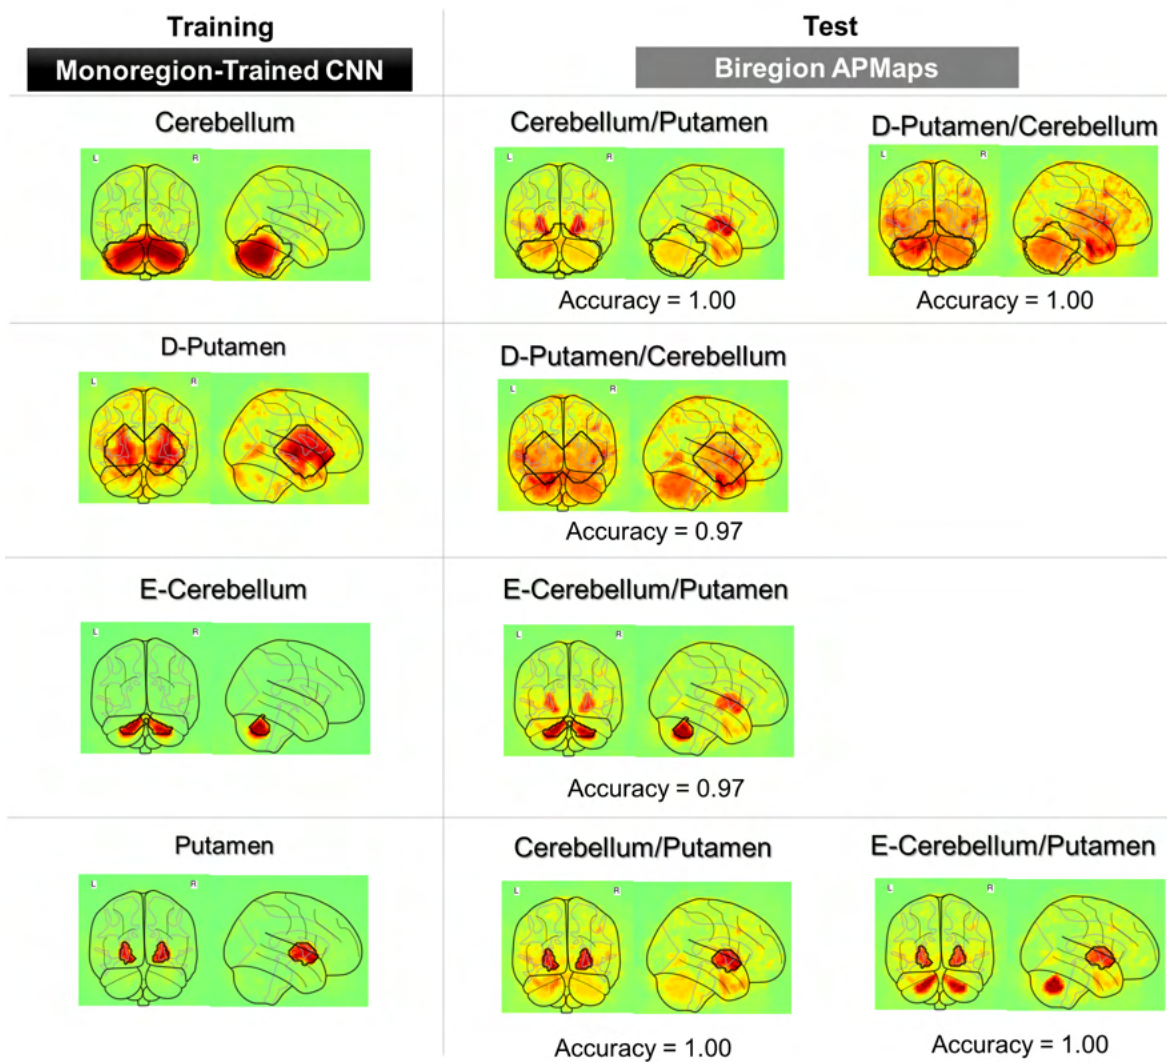 Training
Test
Monoregion-Trained CNN
Biregion APMaps
Cerebellum
Cerebellum/Putamen
D-Putamen/Cerebellum
L R
L R
L R
Accuracy = 1.00
Accuracy = 1.00
D-Putamen
D-Putamen/Cerebellum
L R
L R
Accuracy = 0.97
E-Cerebellum
E-Cerebellum/Putamen
L R
L R
Accuracy = 0.97
Putamen
Cerebellum/Putamen
E-Cerebellum/Putamen
L R
L R
L R
Accuracy = 1.00
Accuracy = 1.00